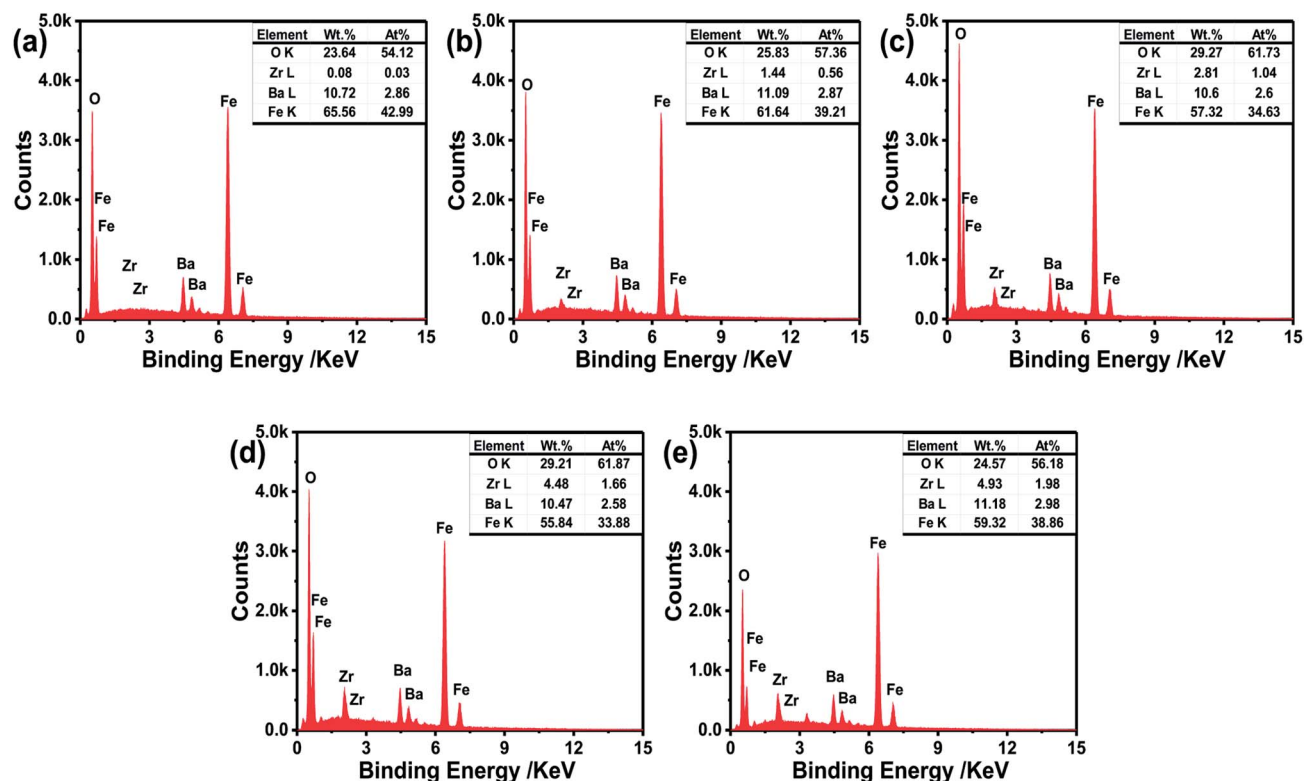 (a)
5.0k
4.0k
3.0k
2.0k
1.0k
0.0
Counts
O
Fe
Fe
Zr
Zr
Ba
Ba
Fe
Fe
Element Wt.% At%
O K 23.64 54.12
Zr L 0.08 0.03
Ba L 10.72 2.86
Fe K 65.56 42.99
0 3 6 9 12 15
Binding Energy /KeV
(b)
5.0k
4.0k
3.0k
2.0k
1.0k
0.0
Counts
O
Fe
Fe
Zr
Zr
Ba
Ba
Fe
Fe
Element Wt.% At%
O K 25.83 57.36
Zr L 1.44 0.56
Ba L 11.09 2.87
Fe K 61.64 39.21
0 3 6 9 12 15
Binding Energy /KeV
(c)
5.0k
4.0k
3.0k
2.0k
1.0k
0.0
Counts
O
Fe
Fe
Zr
Zr
Ba
Ba
Fe
Fe
Element Wt.% At%
O K 29.27 61.73
Zr L 2.81 1.04
Ba L 10.6 2.6
Fe K 57.32 34.63
0 3 6 9 12 15
Binding Energy /KeV
(d)
5.0k
4.0k
3.0k
2.0k
1.0k
0.0
Counts
O
Fe
Fe
Zr
Zr
Ba
Ba
Fe
Fe
Element Wt.% At%
O K 29.21 61.87
Zr L 4.48 1.66
Ba L 10.47 2.58
Fe K 55.84 33.88
0 3 6 9 12 15
Binding Energy /KeV
(e)
5.0k
4.0k
3.0k
2.0k
1.0k
0.0
Counts
O
Fe
Fe
Zr
Zr
Ba
Ba
Fe
Fe
Element Wt.% At%
O K 24.57 56.18
Zr L 4.93 1.98
Ba L 11.18 2.98
Fe K 59.32 38.86
0 3 6 9 12 15
Binding Energy /KeV